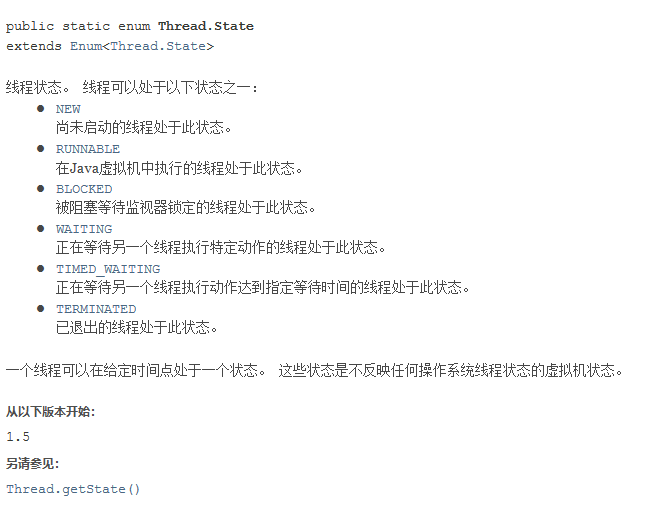 public static enum Thread.State
extends Enum<Thread.State>
线程状态。 线程可以处于以下状态之一:
● NEW
尚未启动的线程处于此状态。
● RUNNABLE
在Java虚拟机中执行的线程处于此状态。
● BLOCKED
被阻塞等待监视器锁定的线程处于此状态。
● WAITING
正在等待另一个线程执行特定动作的线程处于此状态。
● TIMED_WAITING
正在等待另一个线程执行动作达到指定等待时间的线程处于此状态。
● TERMINATED
已退出的线程处于此状态。
一个线程可以在给定时间点处于一个状态。 这些状态是不反映任何操作系统线程状态的虚拟机状态。
从以下版本开始:
1.5
另请参见:
Thread.getState()